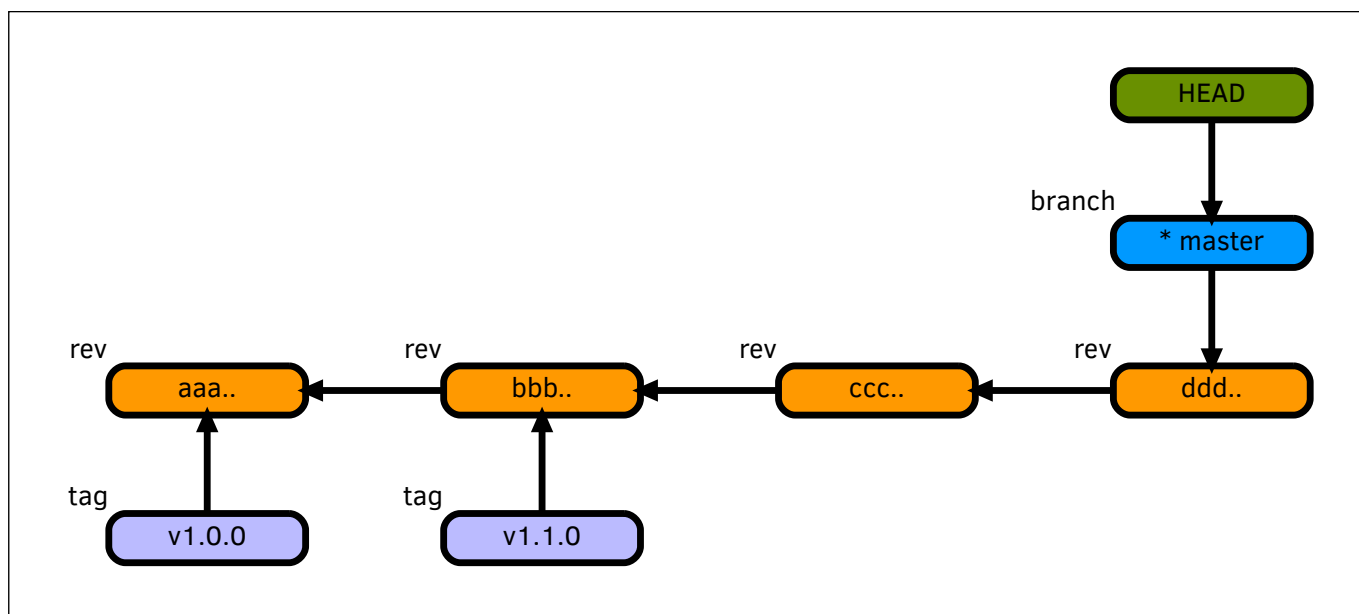 HEAD
branch
* master
rev
rev
rev
rev
aaa..
bbb..
ccc..
ddd..
tag
tag
v1.0.0
v1.1.0